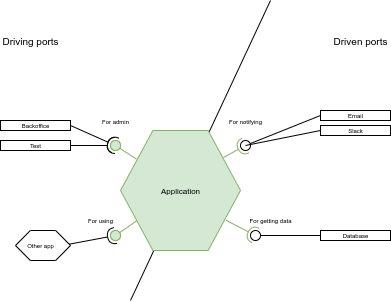 Driving ports
Driven ports
For admin
For notifying
Backoffice
Test
Email
Slack
Application
For using
For getting data
Other app
Database